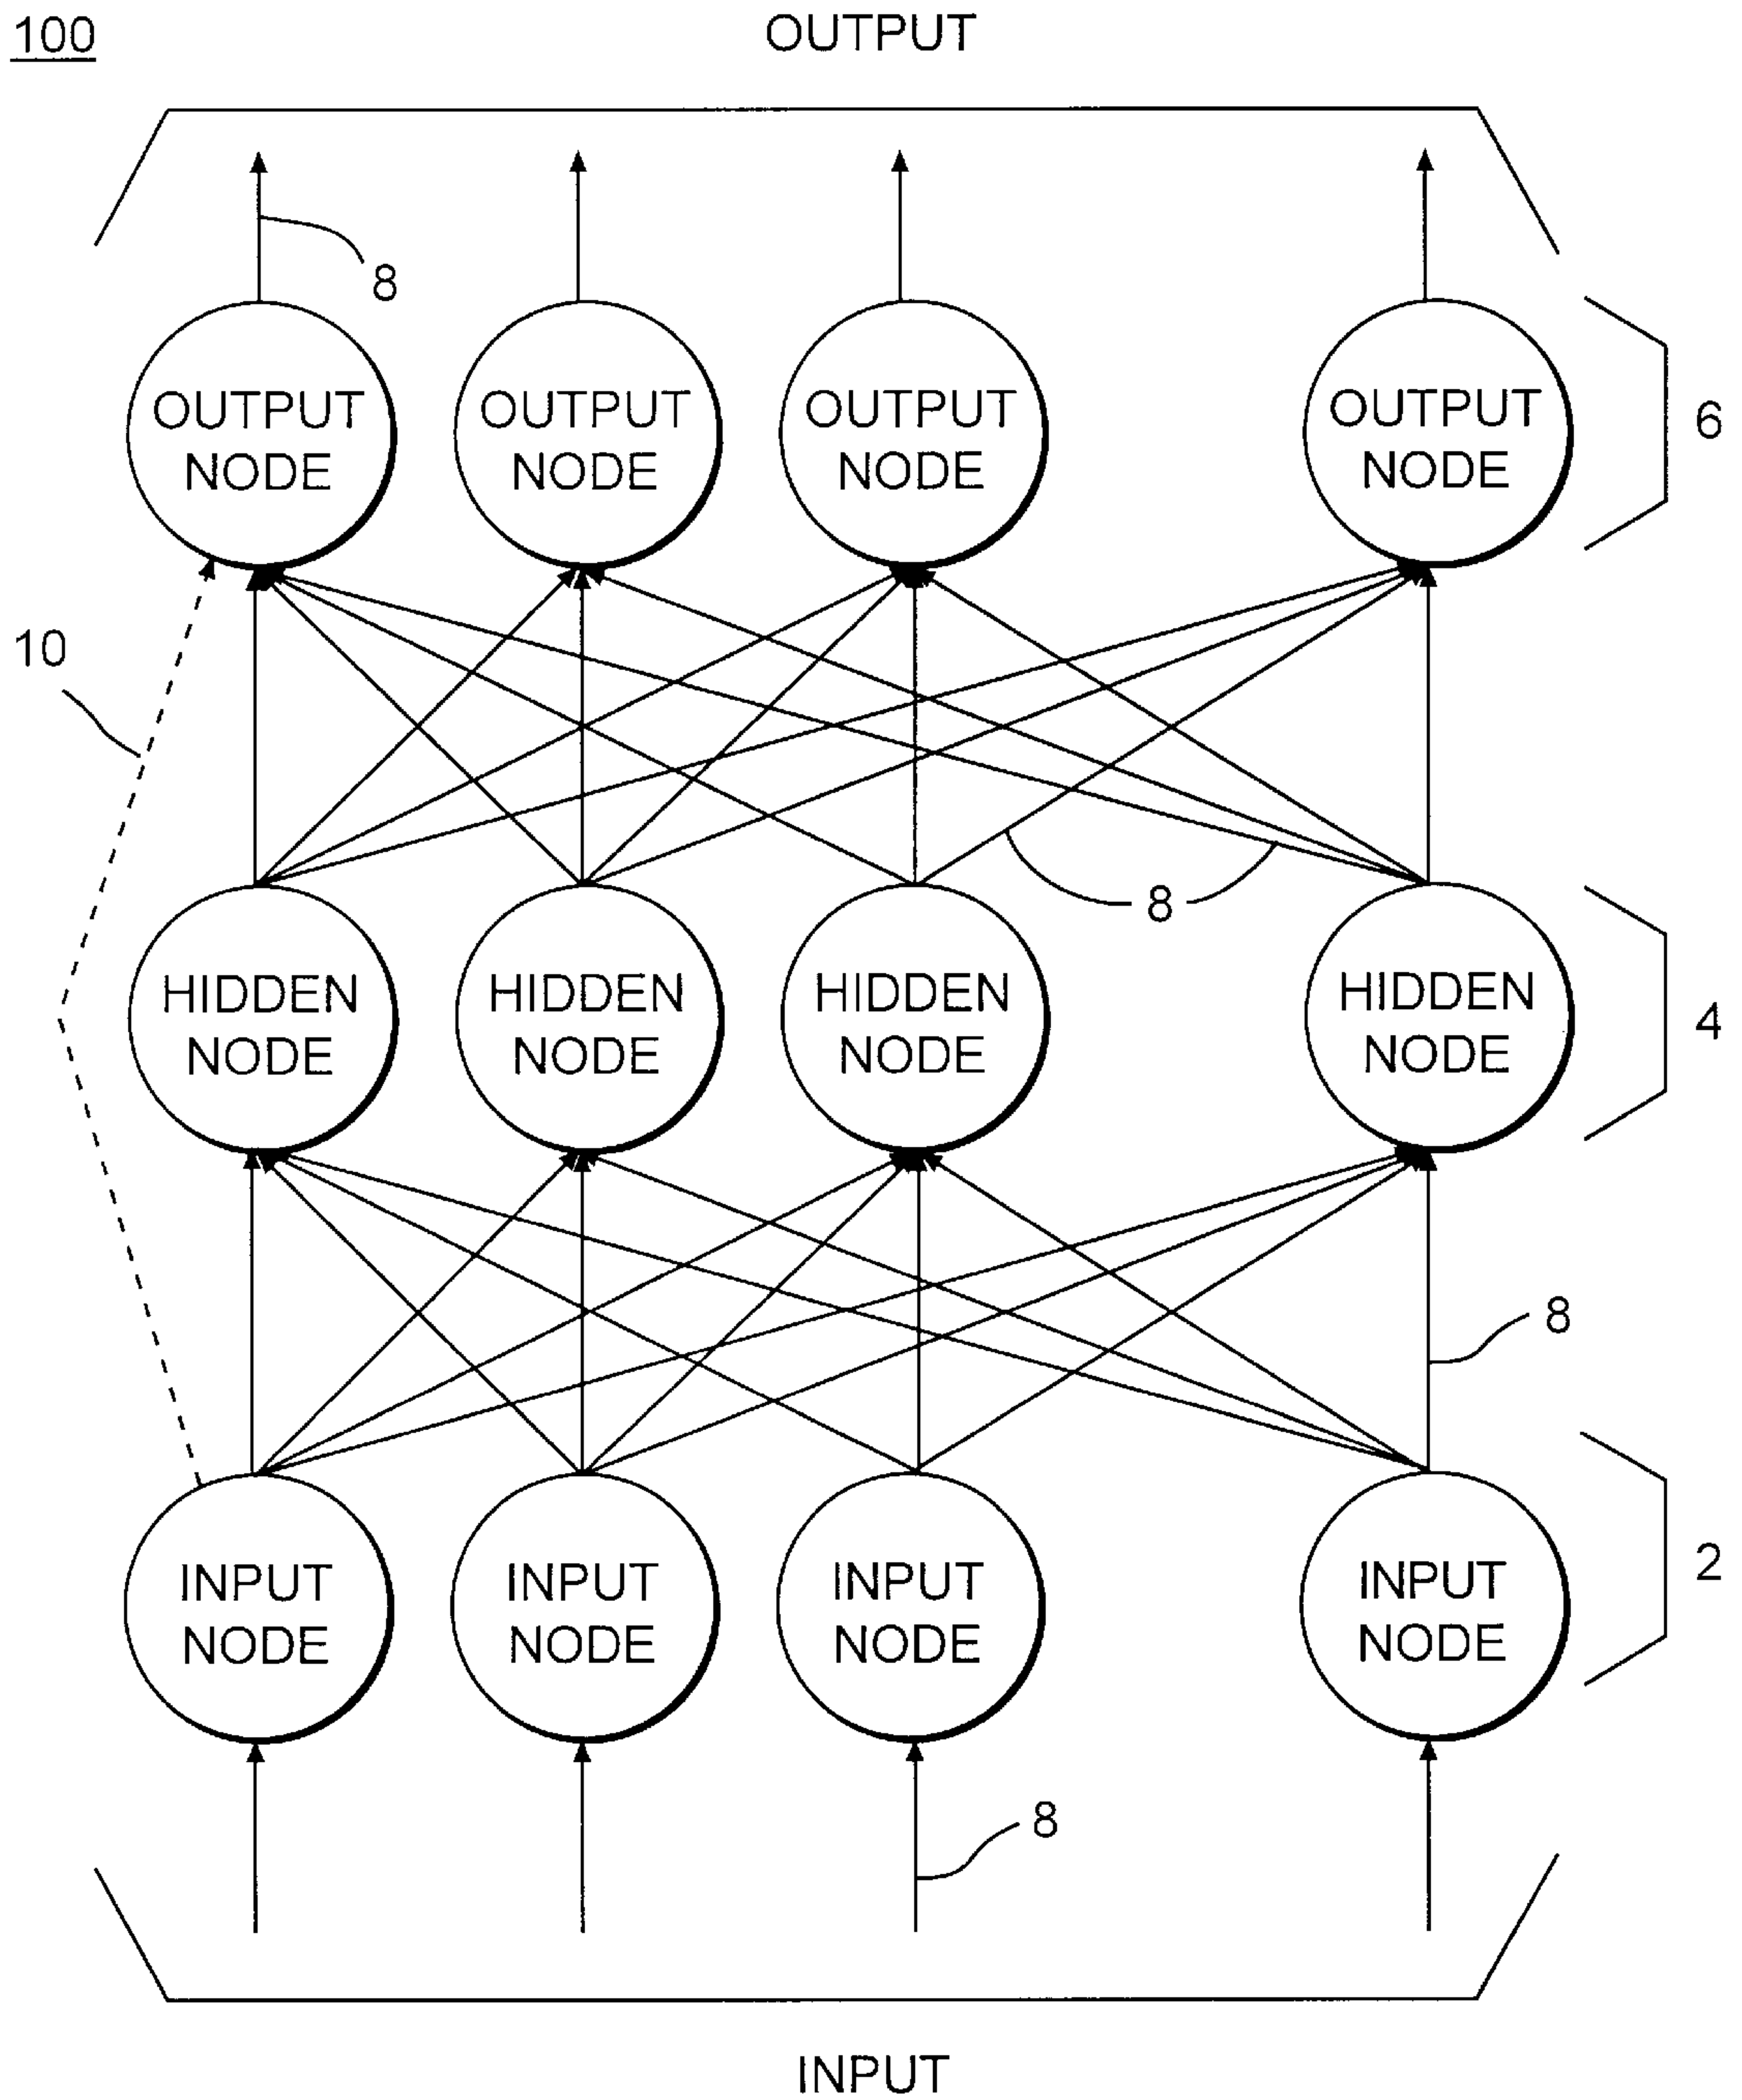 100
OUTPUT
8
OUTPUT
NODE
OUTPUT
NODE
OUTPUT
NODE
OUTPUT
NODE
6
10
8
HIDDEN
NODE
HIDDEN
NODE
HIDDEN
NODE
HIDDEN
NODE
4
8
INPUT
NODE
INPUT
NODE
INPUT
NODE
INPUT
NODE
2
8
INPUT